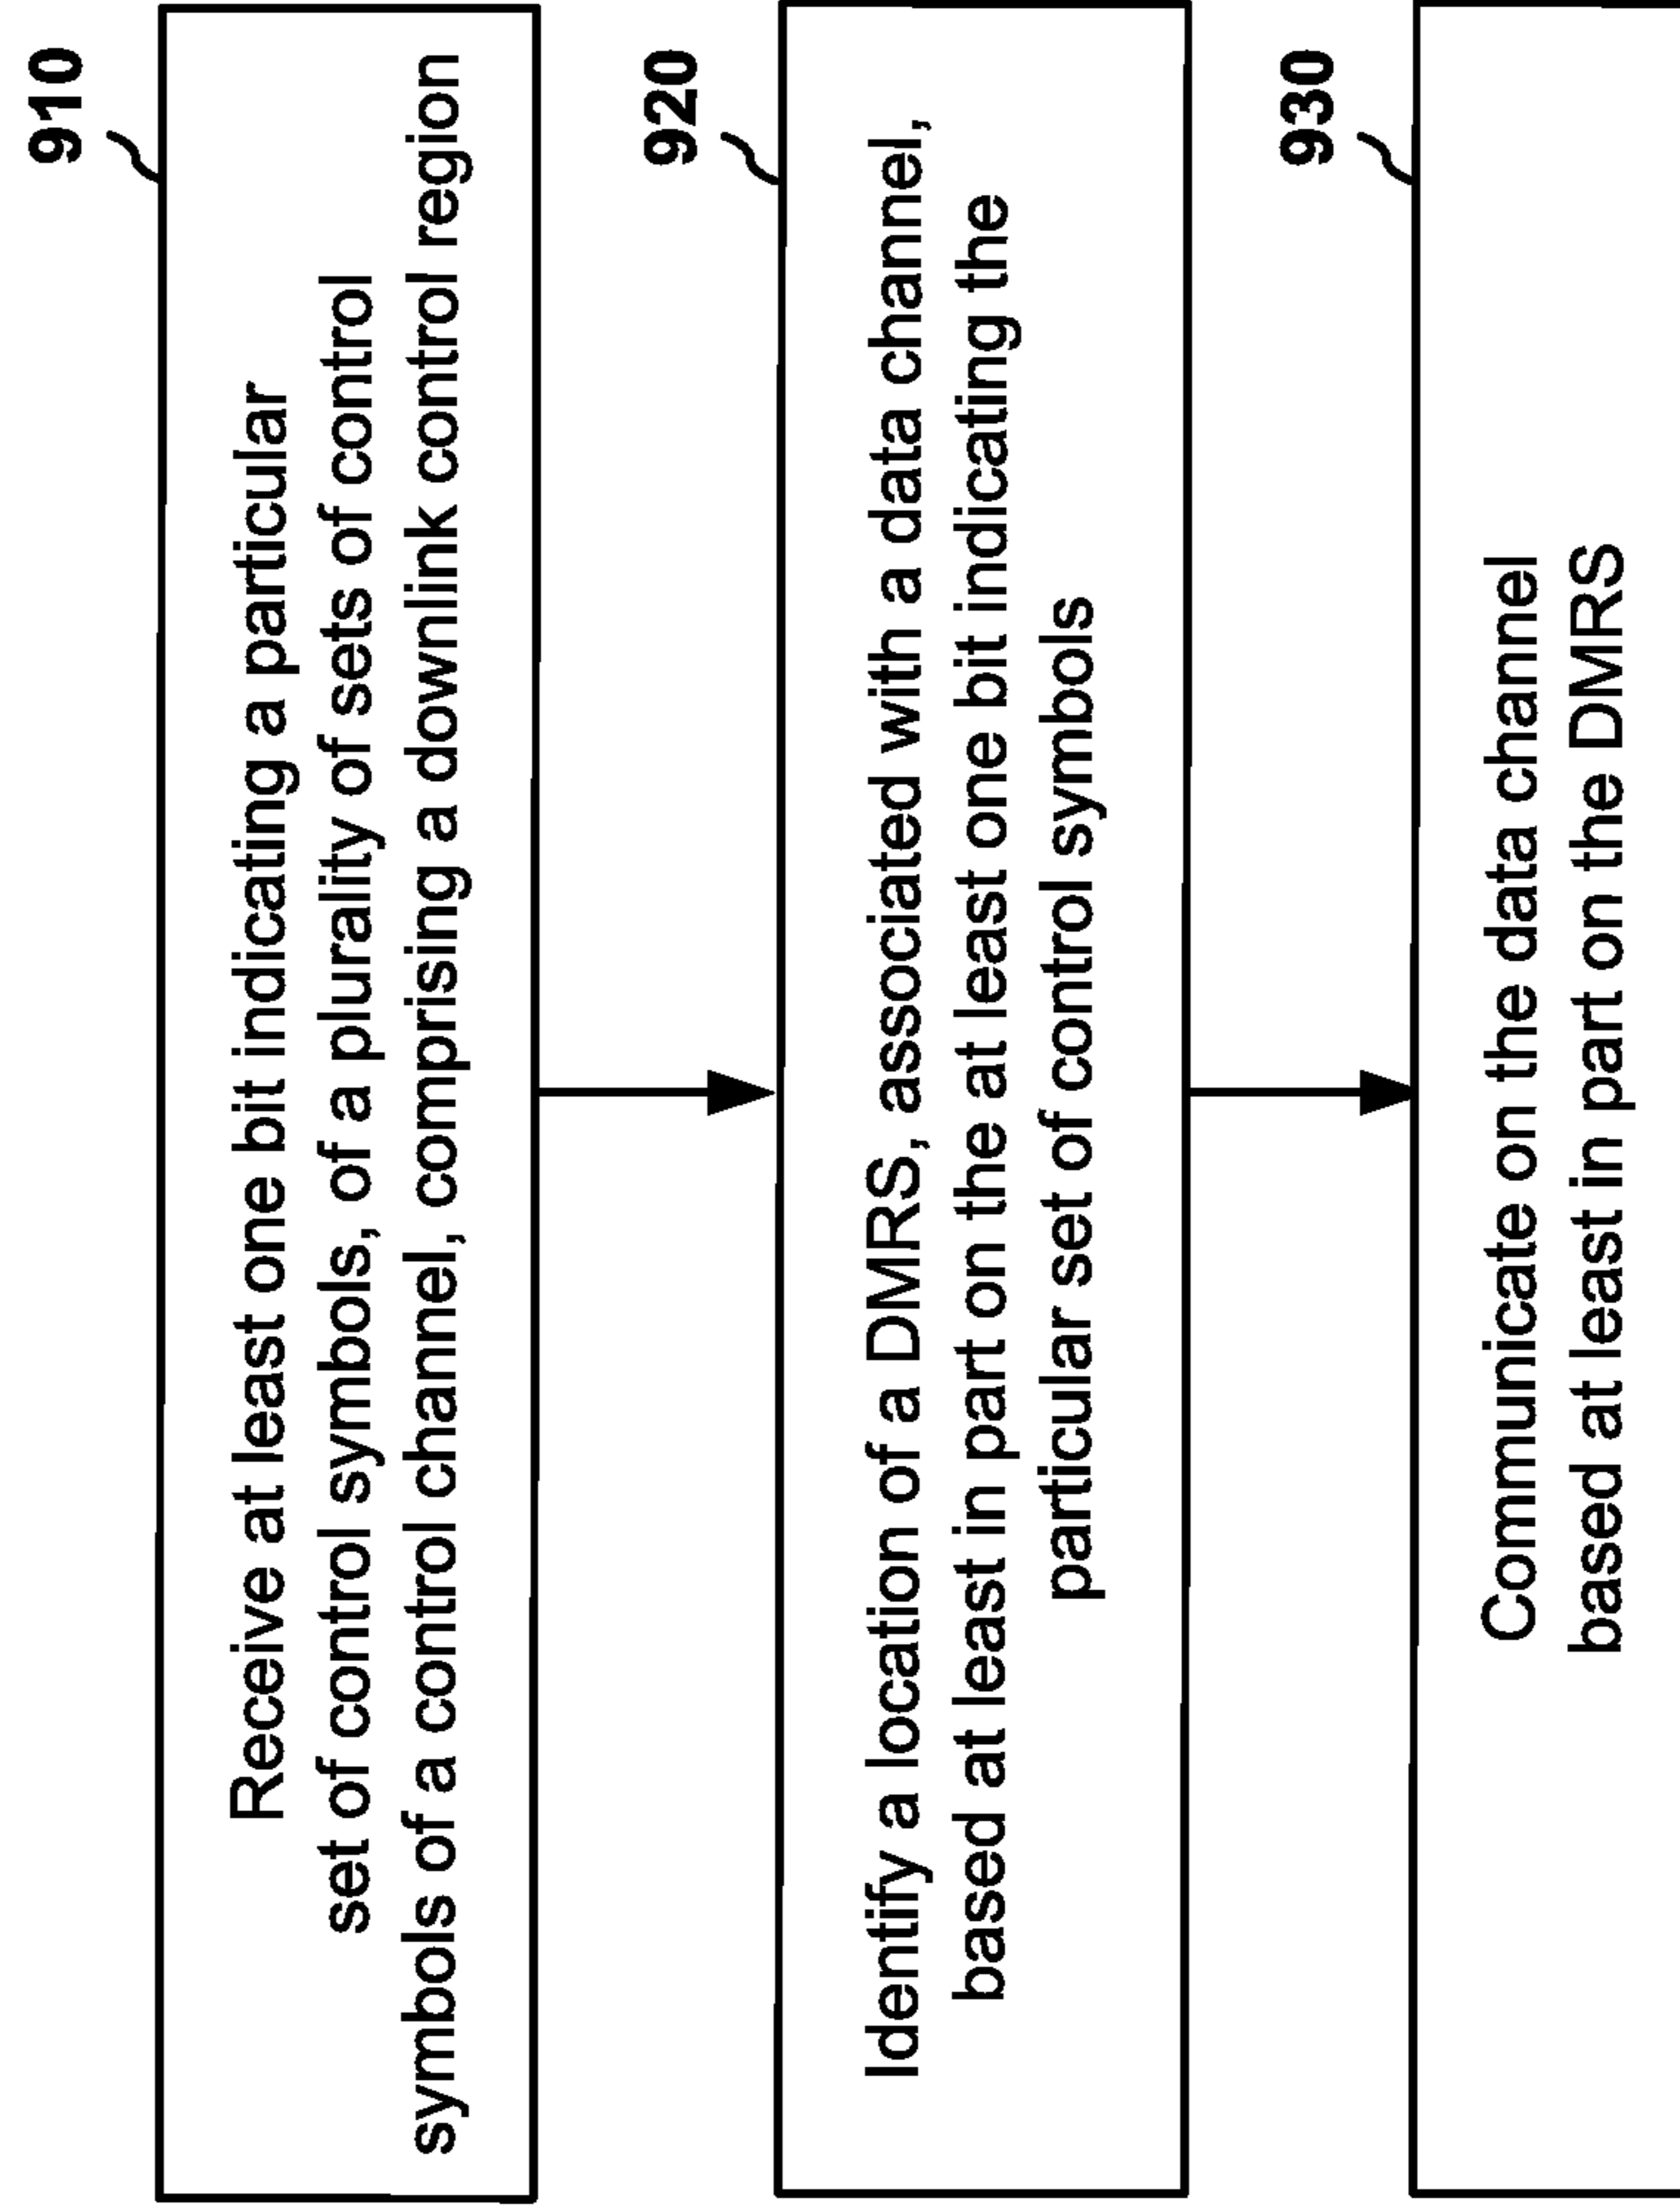 910
Receive at least one bit indicating a particular
set of control symbols, of a plurality of sets of control
symbols of a control channel, comprising a downlink control region
920
Identify a location of a DMRS, associated with a data channel,
based at least in part on the at least one bit indicating the
particular set of control symbols
930
Communicate on the data channel
based at least in part on the DMRS